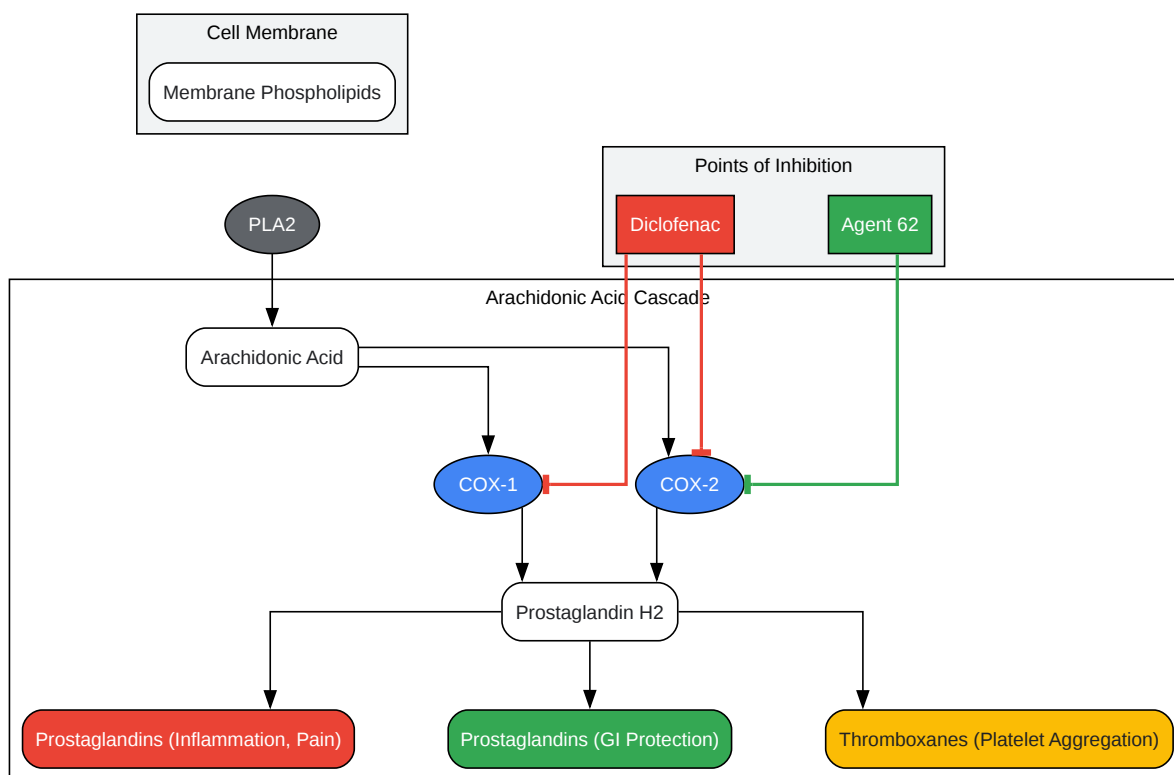 Cell Membrane
Membrane Phospholipids
Points of Inhibition
PLA2
Diclofenac
Agent 62
Arachidonic Acid Cascade
Arachidonic Acid
COX-1
COX-2
Prostaglandin H2
Prostaglandins (Inflammation, Pain)
Prostaglandins (GI Protection)
Thromboxanes (Platelet Aggregation)